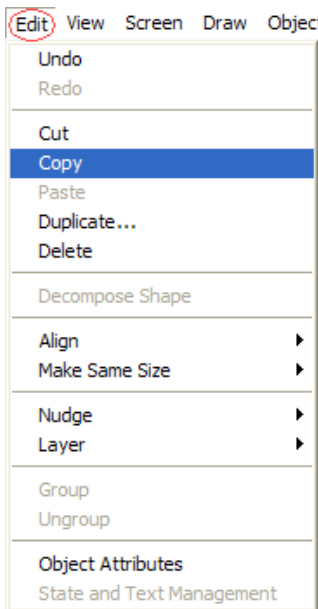 Edit View Screen Draw Objec
Undo
Redo
Cut
Copy
Paste
Duplicate...
Delete
Decompose Shape
Align
Make Same Size
Nudge
Layer
Group
Ungroup
Object Attributes
State and Text Management